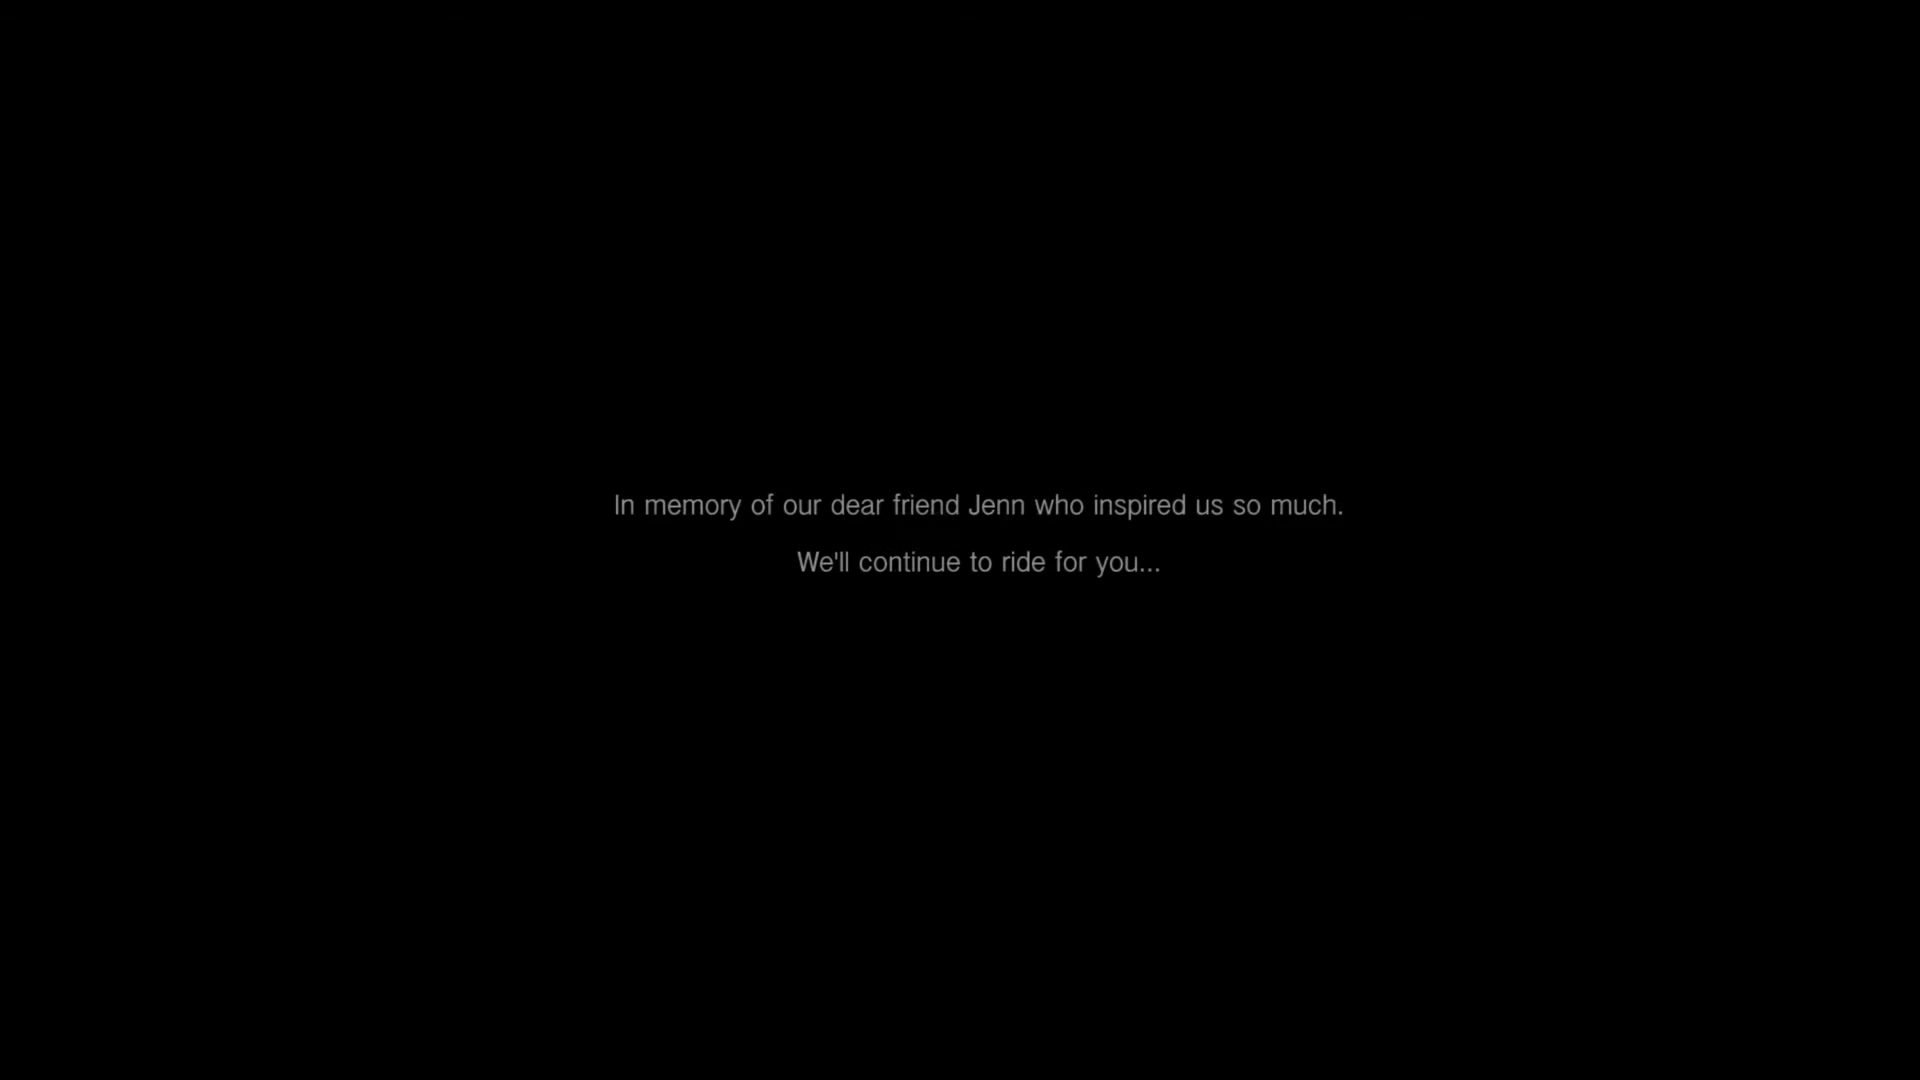 In memory of our dear friend Jenn who inspired us so much.
We'll continue to ride for you...